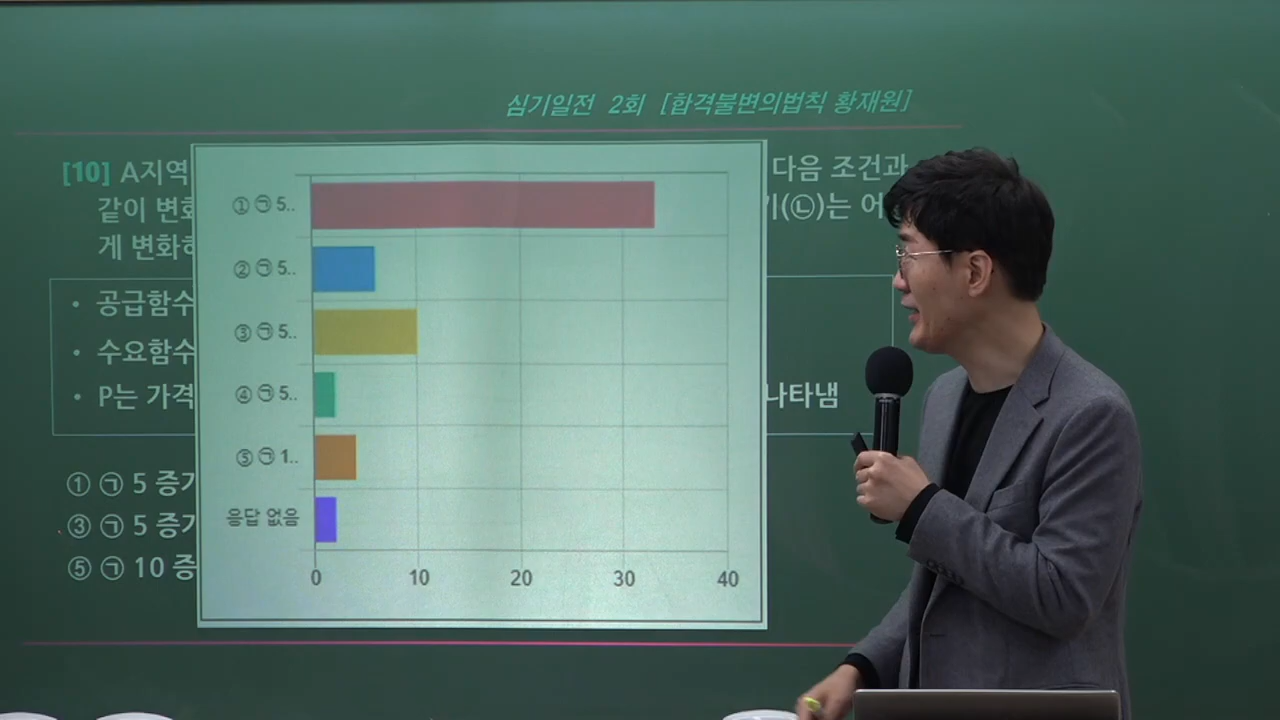 심기일전 2회 [합격불변의법칙 황재원]
[10] A지역 다음 조건과
같이 변화 기(㉡)는 어
게 변화하
• 공급함수
• 수요함수
• P는 가격 나타냄
① ㉠ 5 증가
③ ㉠ 5 증가
⑤ ㉠ 10 증
① ㉠ 5..
② ㉠ 5..
③ ㉠ 5..
④ ㉠ 5..
⑤ ㉠ 1..
응답 없음
0 10 20 30 40